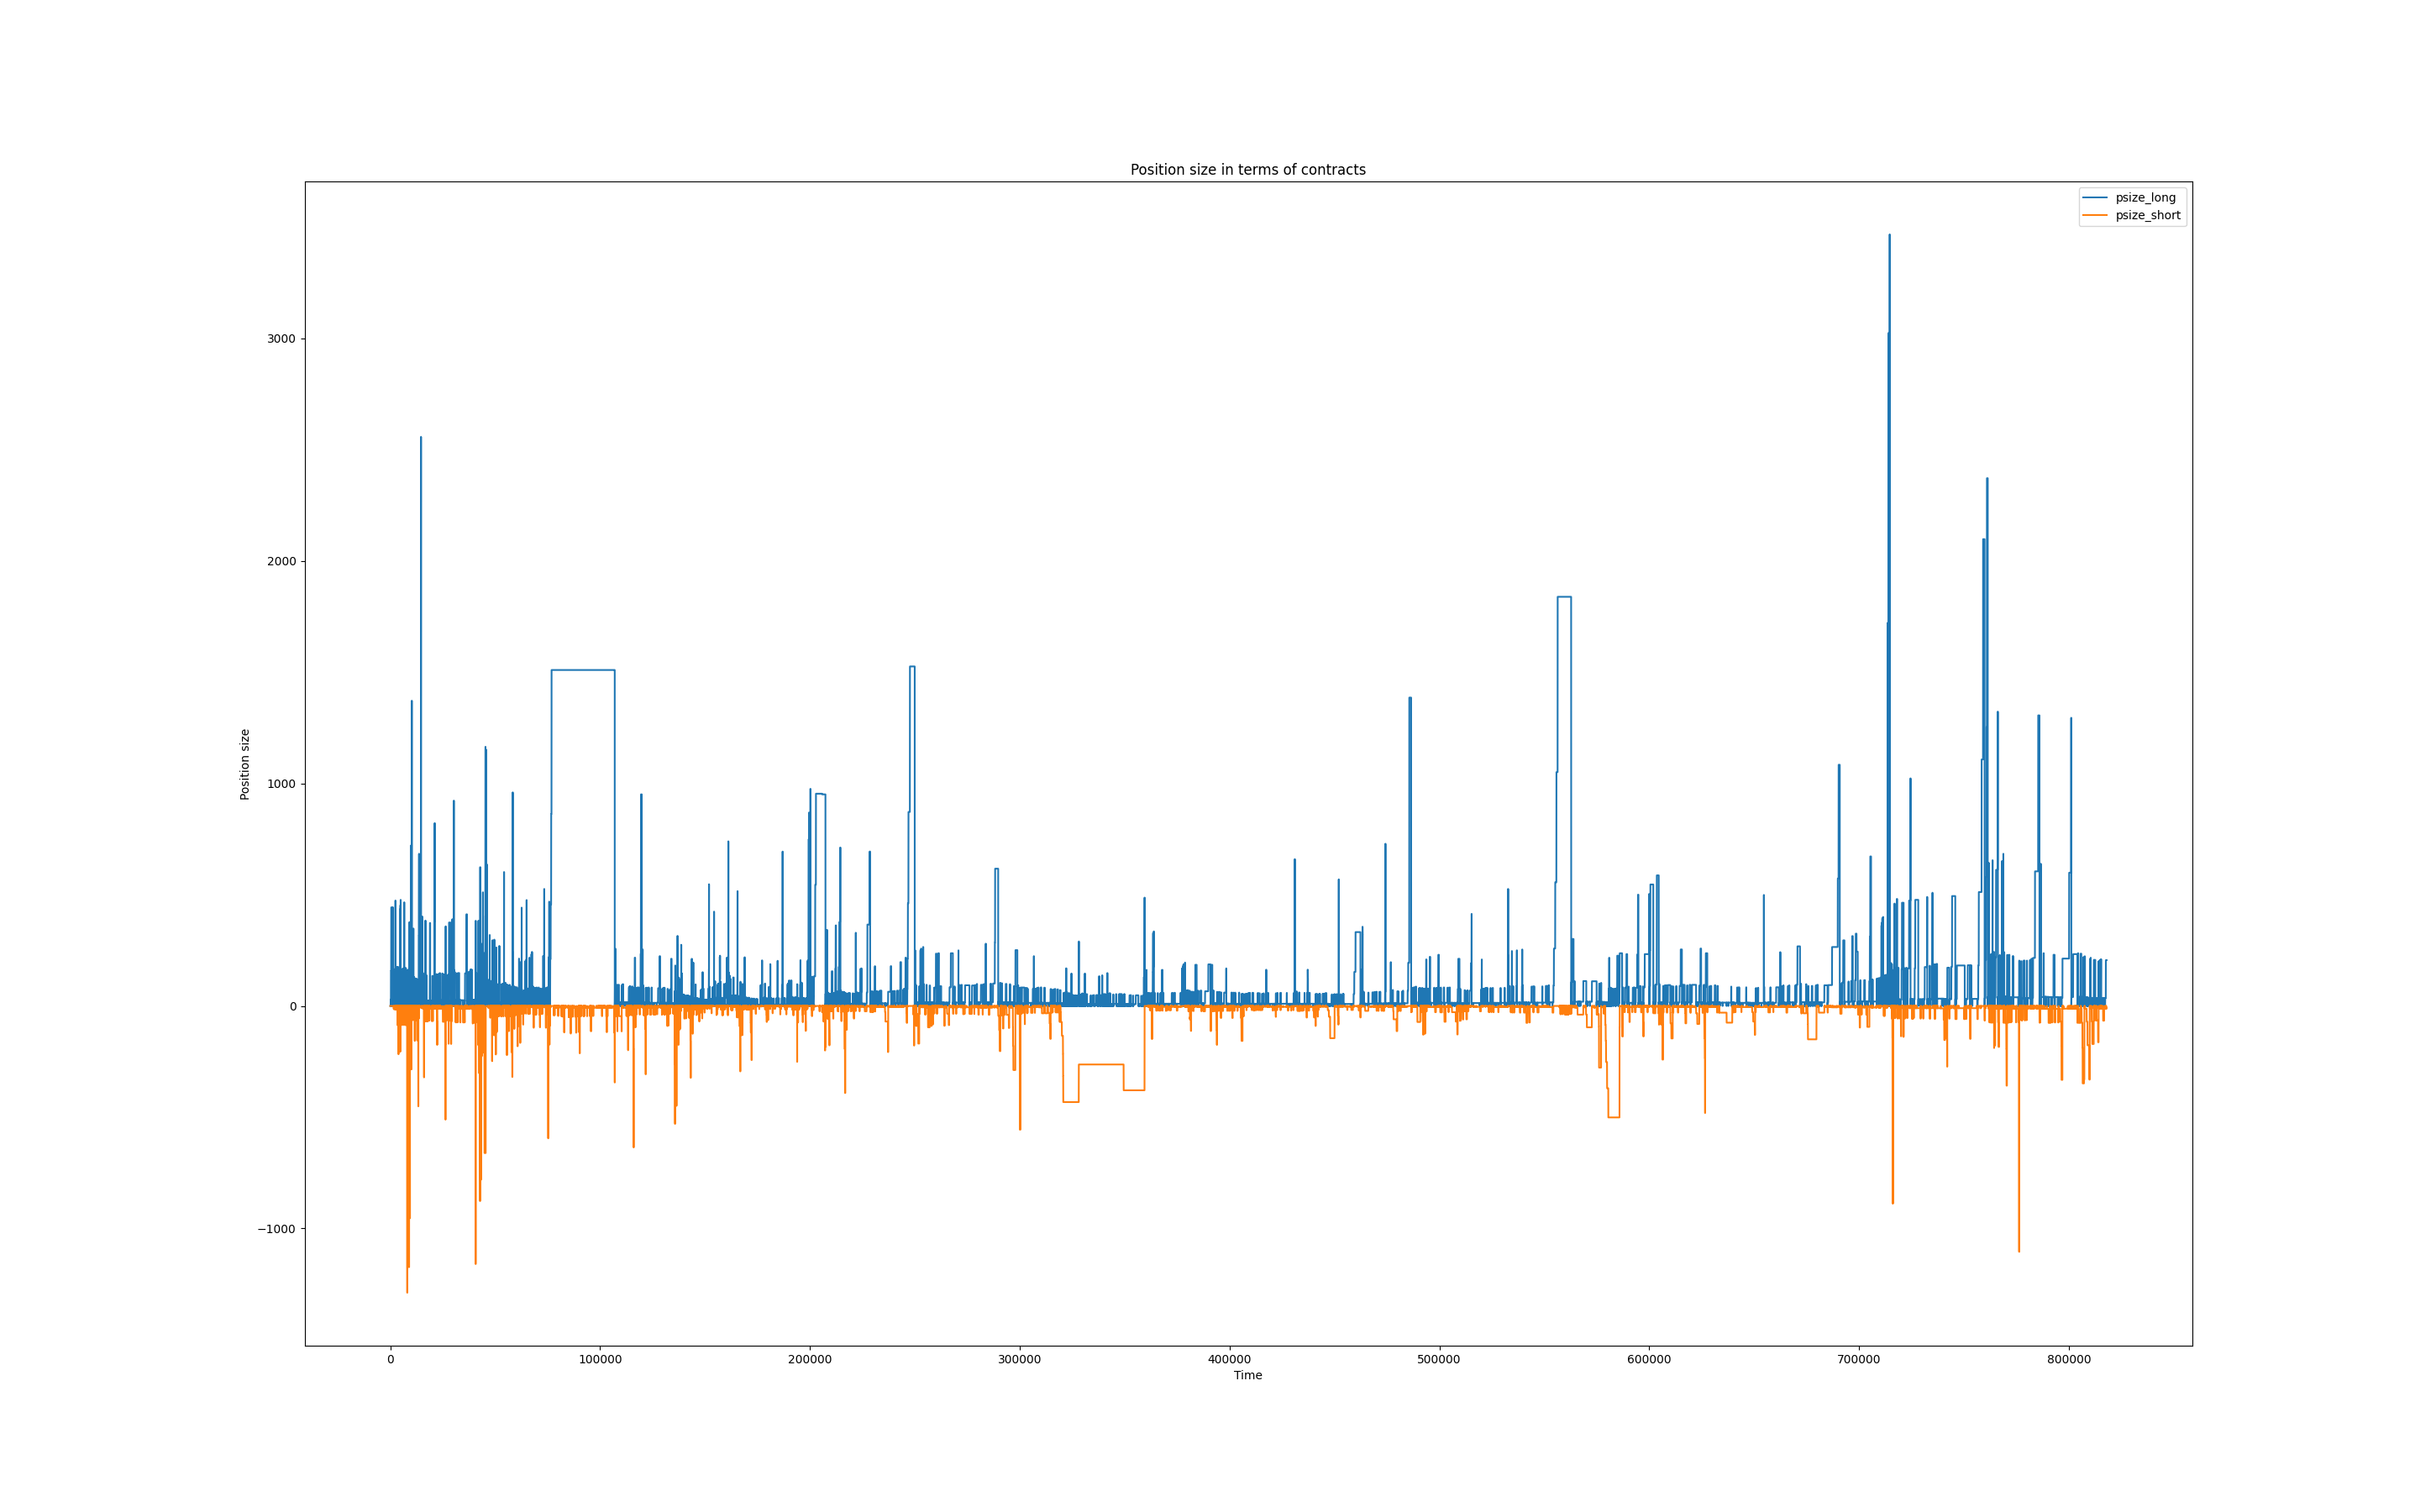 Position size in terms of contracts
psize_long
psize_short
3000
2000
1000
0
−1000
Position size
0
100000
200000
300000
400000
500000
600000
700000
800000
Time